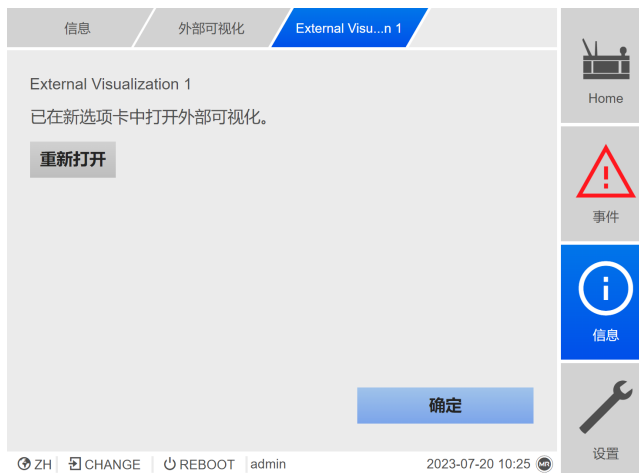 信息
外部可视化
External Visu...n 1
External Visualization 1
已在新选项卡中打开外部可视化。
重新打开
确定
Home
事件
信息
设置
ZH CHANGE REBOOT admin 2023-07-20 10:25 MR